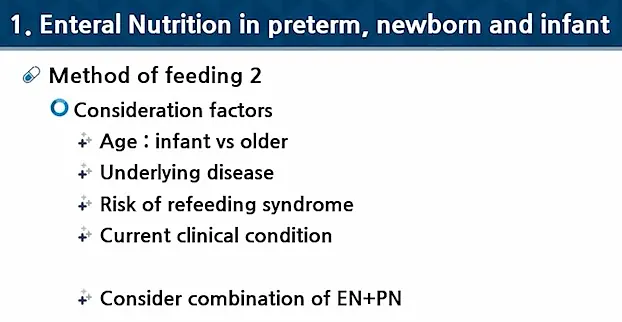 1. Enteral Nutrition in preterm, newborn and infant
Method of feeding 2
Consideration factors
Age : infant vs older
Underlying disease
Risk of refeeding syndrome
Current clinical condition
Consider combination of EN+PN